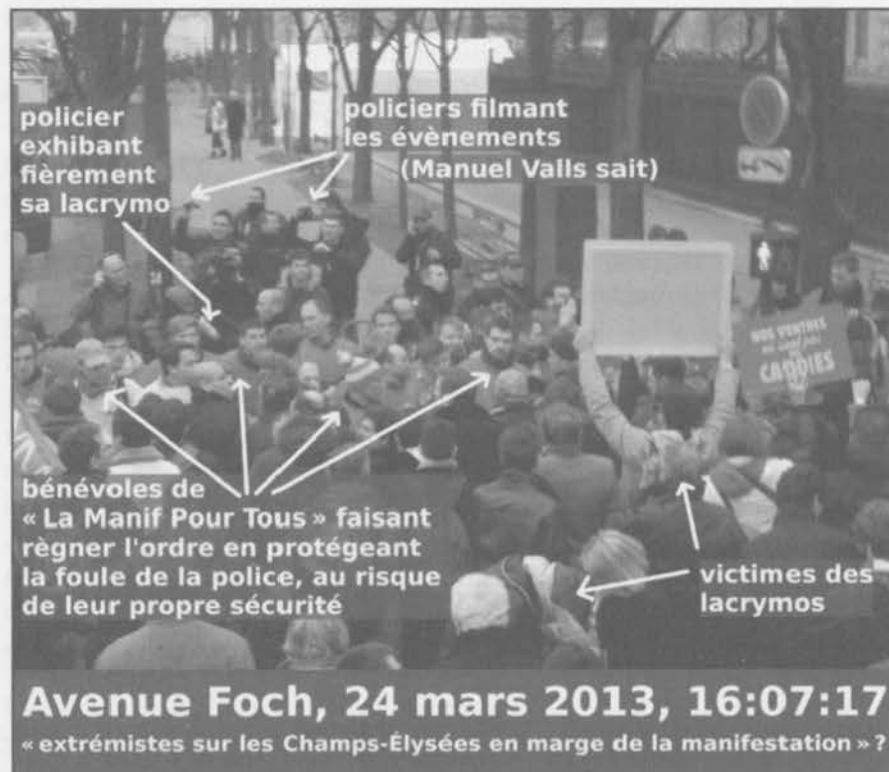 policier
exhibant
fièrement
sa lacrymo
policiers filmant
les évènements
(Manuel Valls sait)
NOS VENTRES
CADDIES
bénévoles de
« La Manif Pour Tous » faisant
règner l'ordre en protégeant
la foule de la police, au risque
de leur propre sécurité
victimes des
lacrymos
Avenue Foch, 24 mars 2013, 16:07:17
« extrémistes sur les Champs-Élysées en marge de la manifestation » ?